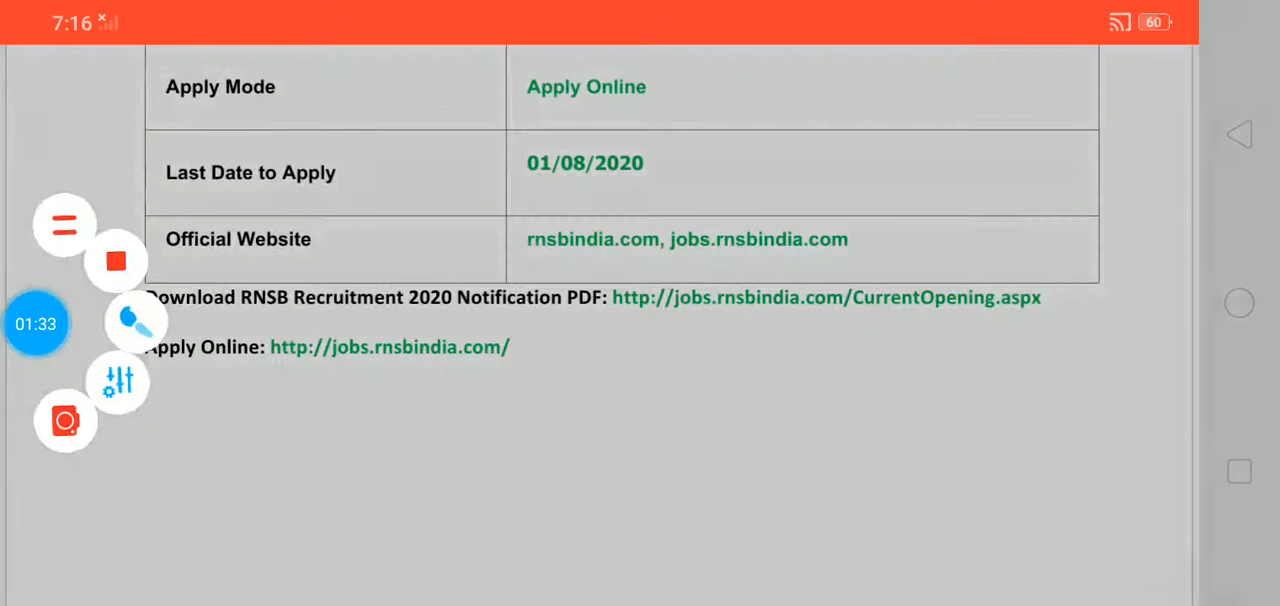 7:16
60
Apply Mode Apply Online
Last Date to Apply 01/08/2020
Official Website rnsbindia.com, jobs.rnsbindia.com
Download RNSB Recruitment 2020 Notification PDF: http://jobs.rnsbindia.com/CurrentOpening.aspx
01:33
Apply Online: http://jobs.rnsbindia.com/